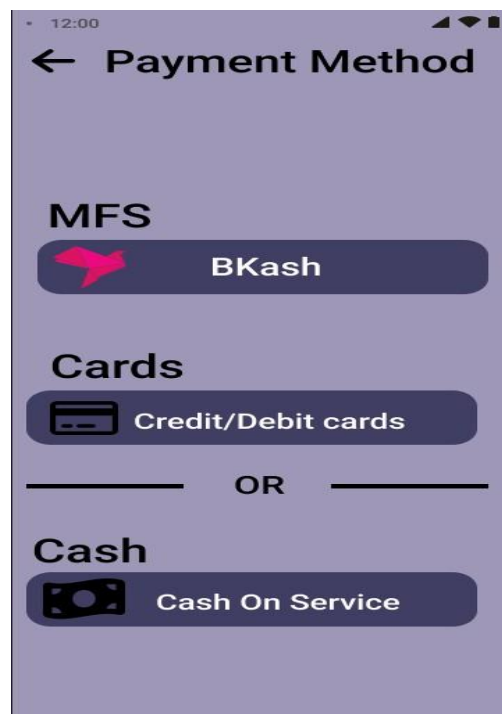 12:00
Payment Method
MFS
BKash
Cards
Credit/Debit cards
OR
Cash
Cash On Service